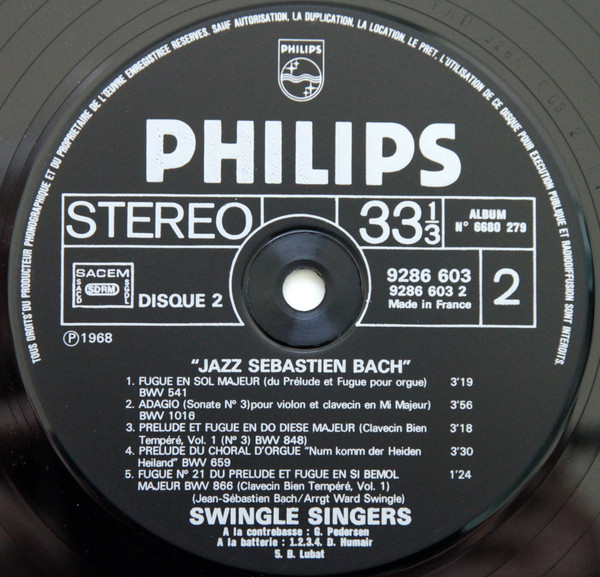 TOUS DROITS DU PRODUCTEUR PHONOGRAPHIQUE ET DU PROPRIETAIRE DE L'ŒUVRE ENREGISTREE RESERVES. SAUF AUTORISATION, LA DUPLICATION, LA LOCATION, LE PRET, L'UTILISATION DE CE DISQUE POUR EXECUTION PUBLIQUE ET RADIODIFFUSION SONT INTERDITS.
PHILIPS
PHILIPS
STEREO
33 1/3
ALBUM
N° 6680 279
SACEM
SACD
SDRM
SGDL
DISQUE 2
9286 603
9286 603 2
Made in France
2
Ⓟ1968
"JAZZ SEBASTIEN BACH"
1. FUGUE EN SOL MAJEUR (du Prélude et Fugue pour orgue) 3'19
BWV 541
2. ADAGIO (Sonate N° 3)pour violon et clavecin en Mi Majeur) 3'56
BWV 1016
3. PRELUDE ET FUGUE EN DO DIESE MAJEUR (Clavecin Bien 3'18
Tempéré, Vol. 1 (N° 3) BWV 848)
4. PRELUDE DU CHORAL D'ORGUE "Num komm der Heiden 3'30
Heiland" BWV 659
5. FUGUE N° 21 DU PRELUDE ET FUGUE EN SI BEMOL 1'24
MAJEUR BWV 866 (Clavecin Bien Tempéré, Vol. 1)
(Jean-Sébastien Bach/Arrgt Ward Swingle)
SWINGLE SINGERS
A la contrebasse : G. Pedersen
A la batterie : 1.2.3.4. D. Humair
5. B. Lubat